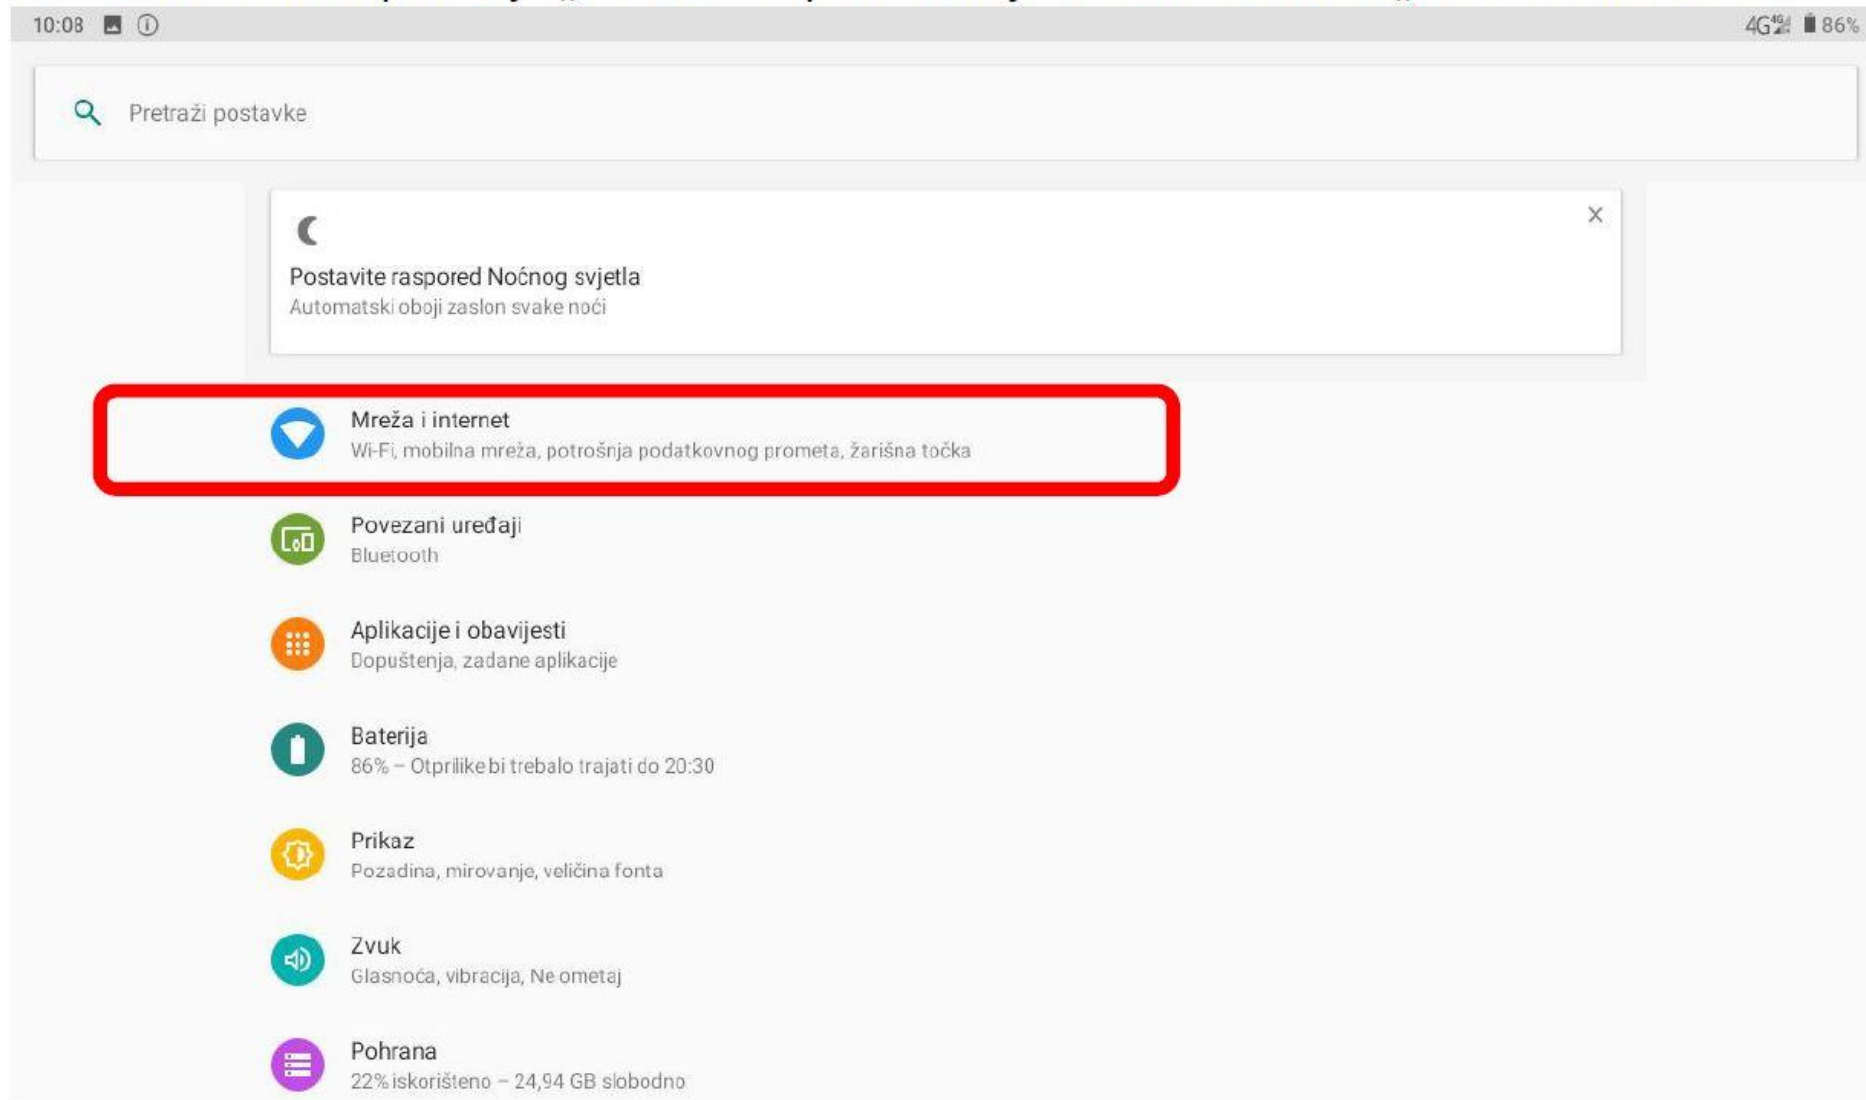 10:08
4G 4G 86%
Pretraži postavke
Postavite raspored Noćnog svjetla
Automatski oboji zaslon svake noći
Mreža i internet
Wi-Fi, mobilna mreža, potrošnja podatkovnog prometa, žarišna točka
Povezani uređaji
Bluetooth
Aplikacije i obavijesti
Dopuštenja, zadane aplikacije
Baterija
86% – Otprilike bi trebalo trajati do 20:30
Prikaz
Pozadina, mirovanje, veličina fonta
Zvuk
Glasnoća, vibracija, Ne ometaj
Pohrana
22% iskorišteno – 24,94 GB slobodno